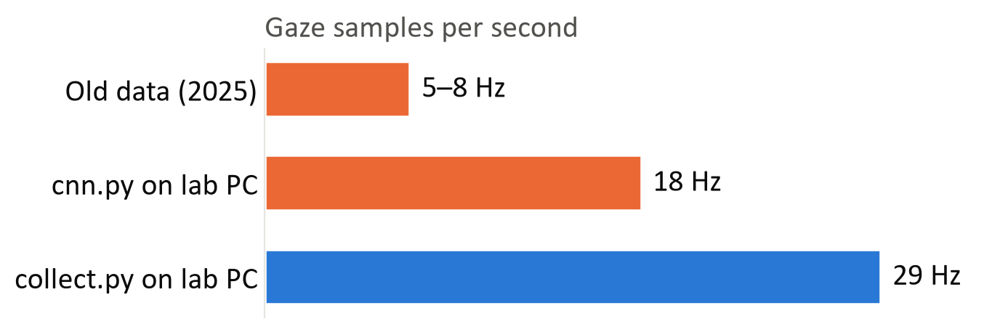 Gaze samples per second
Old data (2025) 5–8 Hz
cnn.py on lab PC 18 Hz
collect.py on lab PC 29 Hz